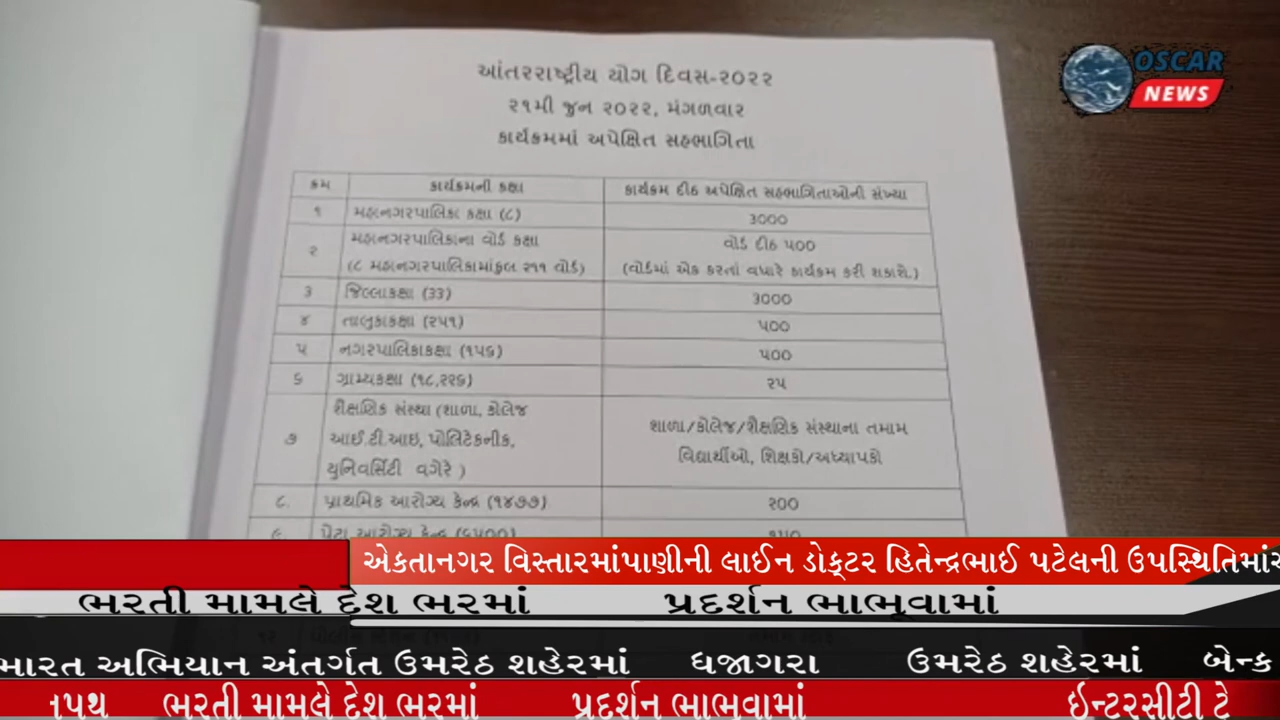 OSCAR
NEWS
આંતરરાષ્ટ્રીય યોગ દિવસ-૨૦૨૨
૨૧મી જુન ૨૦૨૨, મંગળવાર
કાર્યક્રમમાં અપેક્ષિત સહભાગિતા
ક્રમ કાર્યક્રમની કક્ષા કાર્યક્રમ દીઠ અપેક્ષિત સહભાગિતાઓની સંખ્યા
૧ મહાનગરપાલિકા કક્ષા (૮) ૩૦૦૦
૨ મહાનગરપાલિકાના વોર્ડ કક્ષા વોર્ડ દીઠ ૫૦૦
(૮ મહાનગરપાલિકામાંકુલ ૨૧૧ વોર્ડ) (વોર્ડમાં એક કરતાં વધારે કાર્યક્રમ કરી શકાશે.)
૩ જિલ્લાકક્ષા (૩૩) ૩૦૦૦
૪ તાલુકાકક્ષા (૨૫૧) ૫૦૦
૫ નગરપાલિકાકક્ષા (૧૫૬) ૫૦૦
૬ ગ્રામ્યકક્ષા (૧૮,૨૨૬) ૨૫
૭ શૈક્ષણિક સંસ્થા (શાળા, કોલેજ
આઈ.ટી.આઇ, પોલિટેકનીક,
યુનિવર્સિટી વગેરે )
શાળા/કોલેજ/શૈક્ષણિક સંસ્થાના તમામ
વિદ્યાર્થીઓ, શિક્ષકો/અધ્યાપકો
૮. પ્રાથમિક આરોગ્ય કેન્દ્ર (૧૪૭૭) ૨૦૦
૯. પેટા આરોગ્ય કેન્દ્ર
એકતાનગર વિસ્તારમાંપાણીની લાઈન ડોક્ટર હિતેન્દ્રભાઈ પટેલની ઉપસ્થિતિમાં
ભરતી મામલે દેશ ભરમાં પ્રદર્શન ભાભૂવામાં
ભારત અભિયાન અંતર્ગત ઉમરેઠ શહેરમાં ધજાગરા ઉમરેઠ શહેરમાં બેન્ક
ભરતી મામલે દેશ ભરમાં પ્રદર્શન ભાભૂવામાં ઇન્ટરસીટી ટે